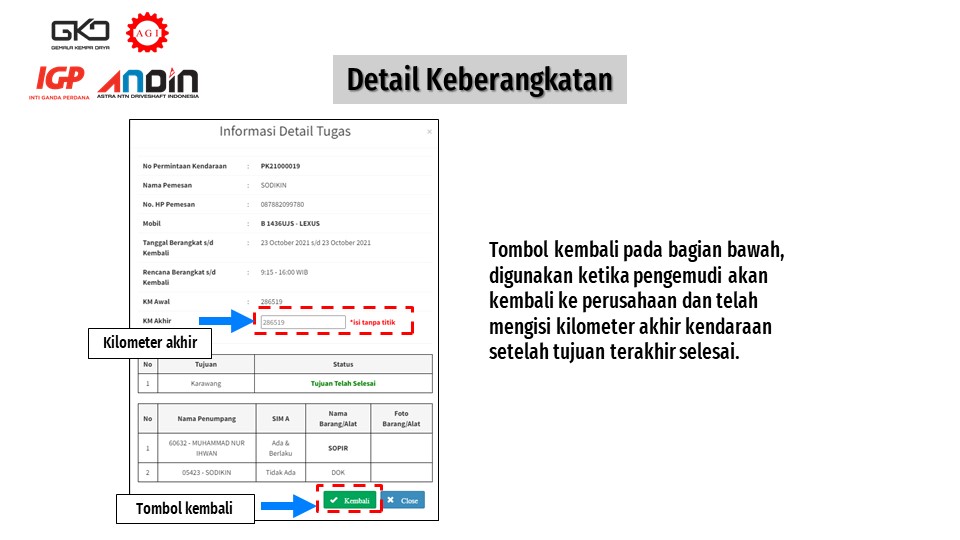 GKD
GEMALA KEMPA DAYA
AGI
IGP
INTI GANDA PERDANA
ANDIN
ASTRA NTN DRIVESHAFT INDONESIA
Detail Keberangkatan
Informasi Detail Tugas ×
No Permintaan Kendaraan : PK21000019
Nama Pemesan : SODIKIN
No. HP Pemesan : 087882099780
Mobil : B 1436UJS - LEXUS
Tanggal Berangkat s/d Kembali : 23 October 2021 s/d 23 October 2021
Rencana Berangkat s/d Kembali : 9:15 - 16:00 WIB
KM Awal : 286519
KM Akhir 286519 *isi tanpa titik
Kilometer akhir
No Tujuan Status
1 Karawang Tujuan Telah Selesai
No Nama Penumpang SIM A Nama Barang/Alat Foto Barang/Alat
1 60632 - MUHAMMAD NUR IHWAN Ada & Berlaku SOPIR
2 05423 - SODIKIN Tidak Ada DOK
Kembali Close
Tombol kembali
Tombol kembali pada bagian bawah,
digunakan ketika pengemudi akan
kembali ke perusahaan dan telah
mengisi kilometer akhir kendaraan
setelah tujuan terakhir selesai.